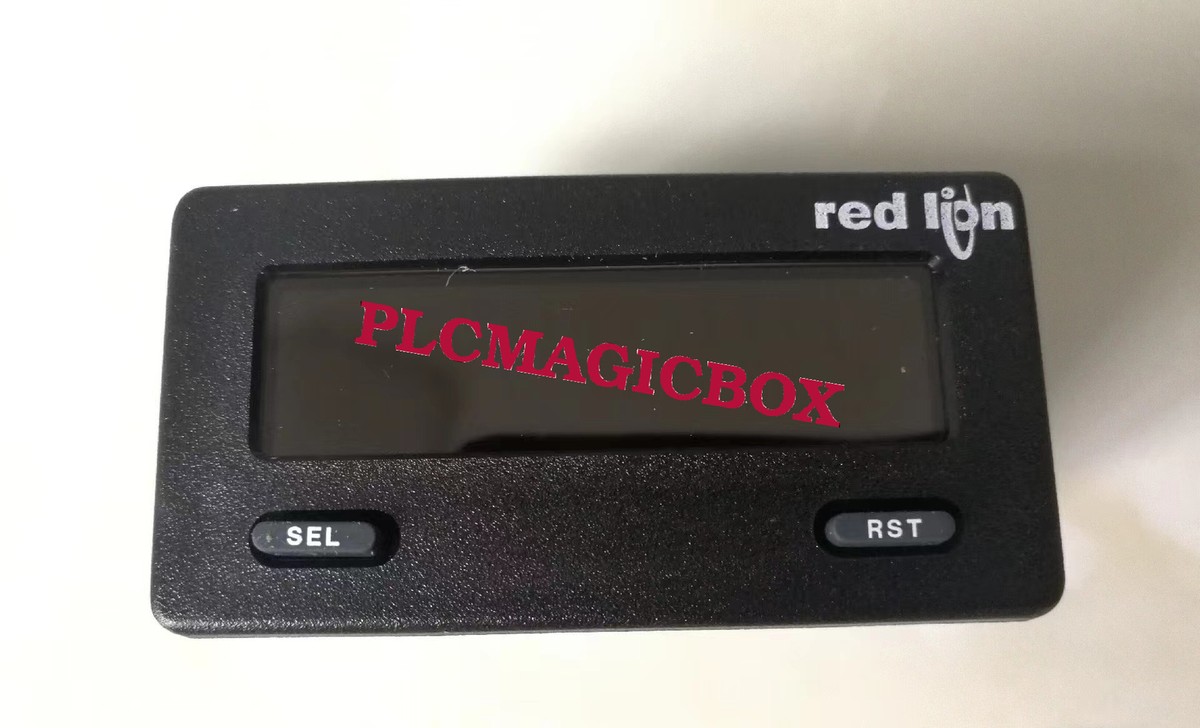 red lion
PLCMAGICBOX
SEL
RST